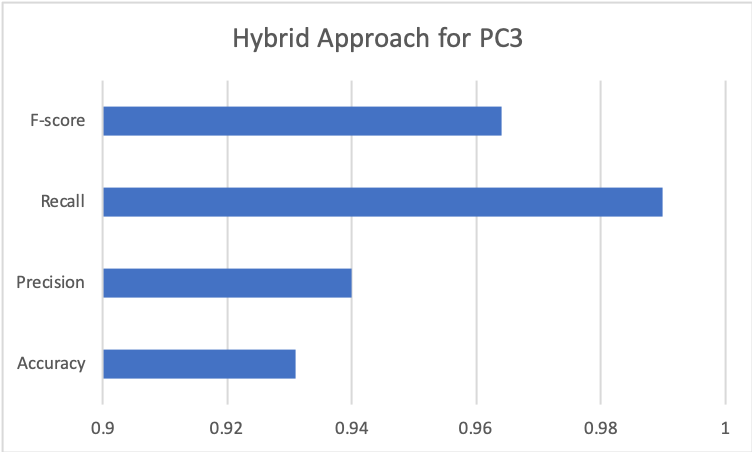 Hybrid Approach for PC3
F-score
Recall
Precision
Accuracy
0.9 0.92 0.94 0.96 0.98 1